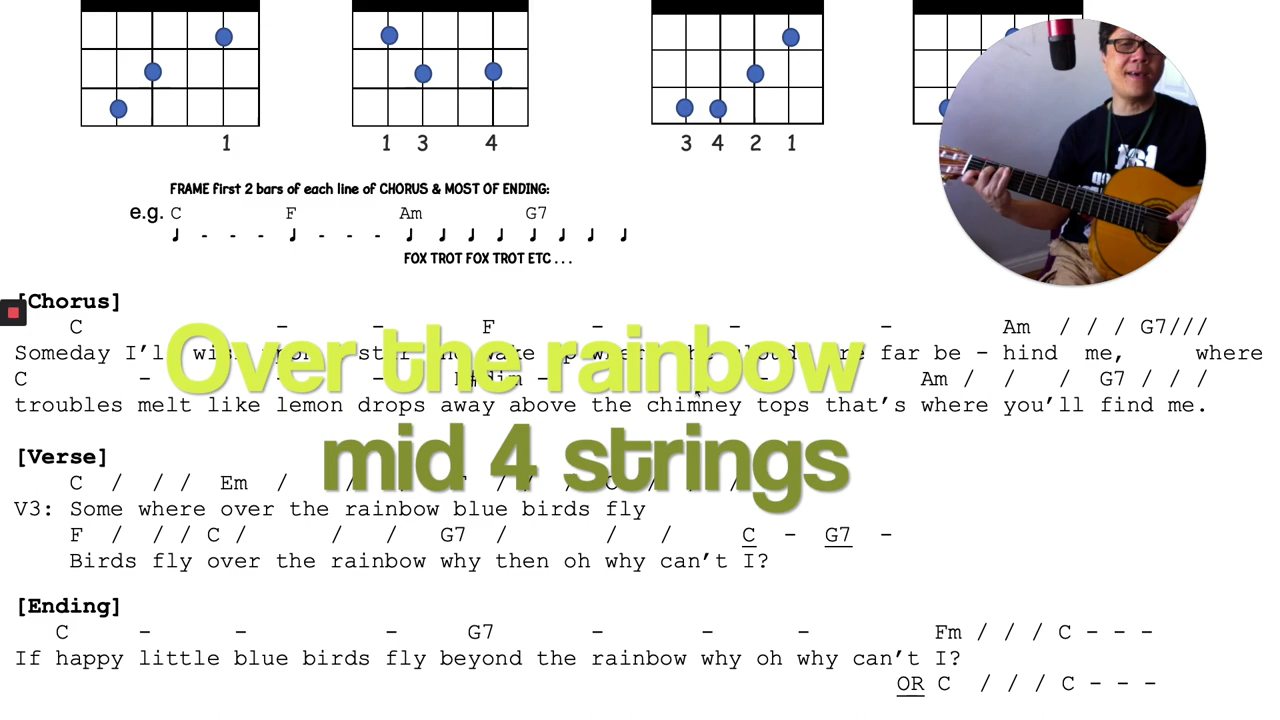 1
1 3 4
3 4 2 1
FRAME first 2 bars of each line of CHORUS & MOST OF ENDING:
e.g. C F Am G7
- - - - - -
FOX TROT FOX TROT ETC . . .
[Chorus]
C - - F - - - Am / / / G7///
Someday I'll far be - hind me, where
C - - - Am / / / G7 / / /
troubles melt like lemon drops away above the chimney tops that's where you'll find me.
Over the rainbow
mid 4 strings
[Verse]
C / / / Em /
V3: Some where over the rainbow blue birds fly
F / / / C / / / G7 / / / C - G7 -
Birds fly over the rainbow why then oh why can't I?
[Ending]
C - - - G7 - - - Fm / / / C - - -
If happy little blue birds fly beyond the rainbow why oh why can't I?
OR C / / / C - - -